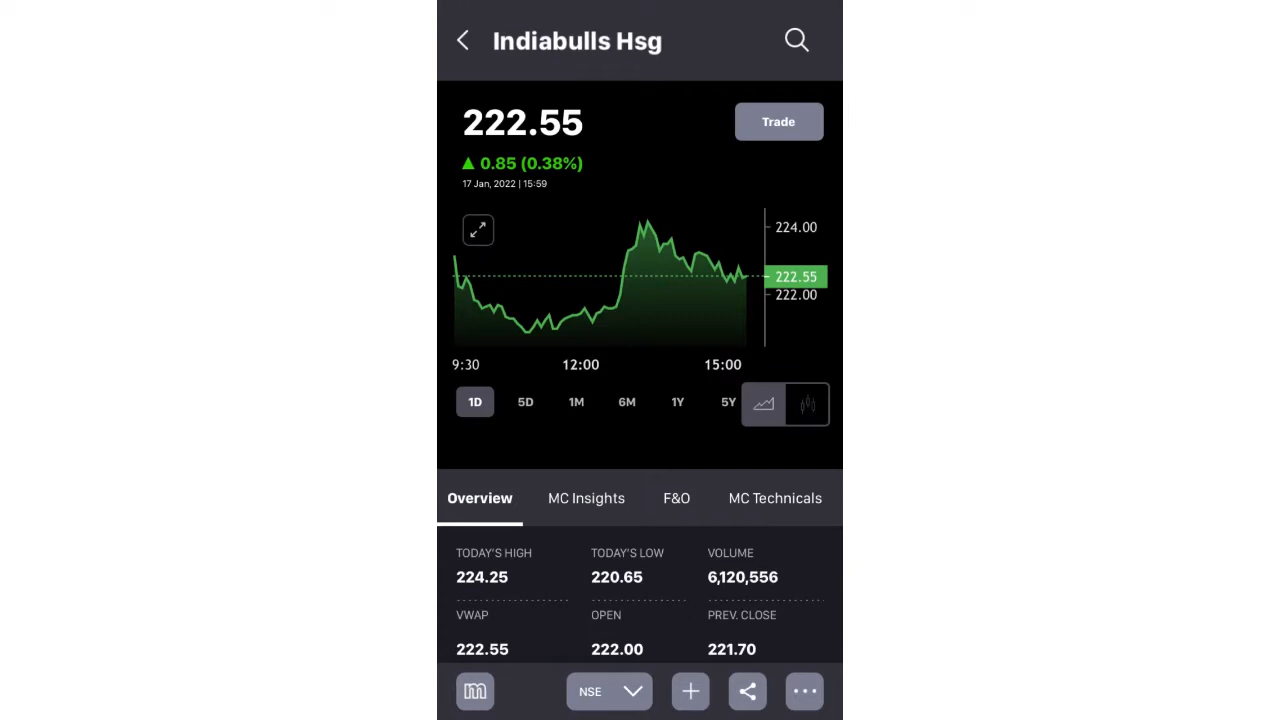 Indiabulls Hsg
222.55
Trade
▲ 0.85 (0.38%)
17 Jan, 2022 | 15:59
224.00
222.55
222.00
9:30 12:00 15:00
1D 5D 1M 6M 1Y 5Y
Overview MC Insights F&O MC Technicals
TODAY'S HIGH TODAY'S LOW VOLUME
224.25 220.65 6,120,556
VWAP OPEN PREV. CLOSE
222.55 222.00 221.70
m NSE